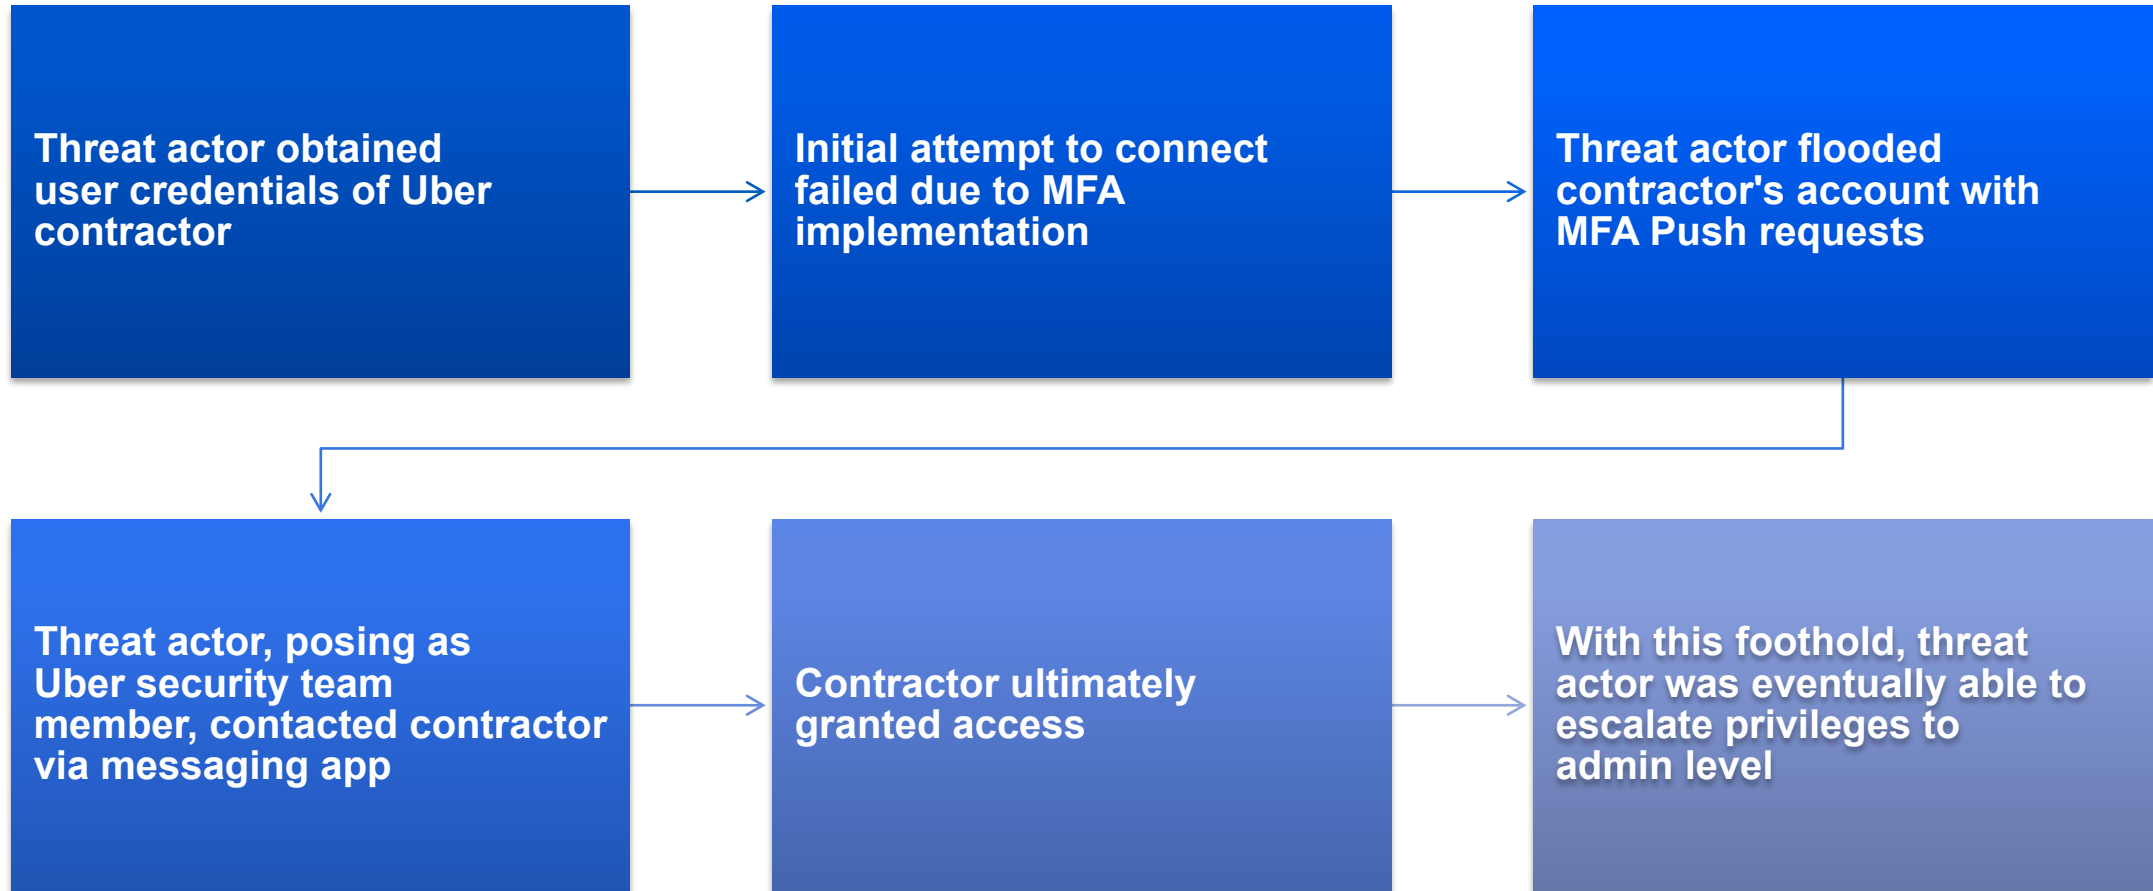 Threat actor obtained
user credentials of Uber
contractor
Initial attempt to connect
failed due to MFA
implementation
Threat actor flooded
contractor's account with
MFA Push requests
Threat actor, posing as
Uber security team
member, contacted contractor
via messaging app
Contractor ultimately
granted access
With this foothold, threat
actor was eventually able to
escalate privileges to
admin level